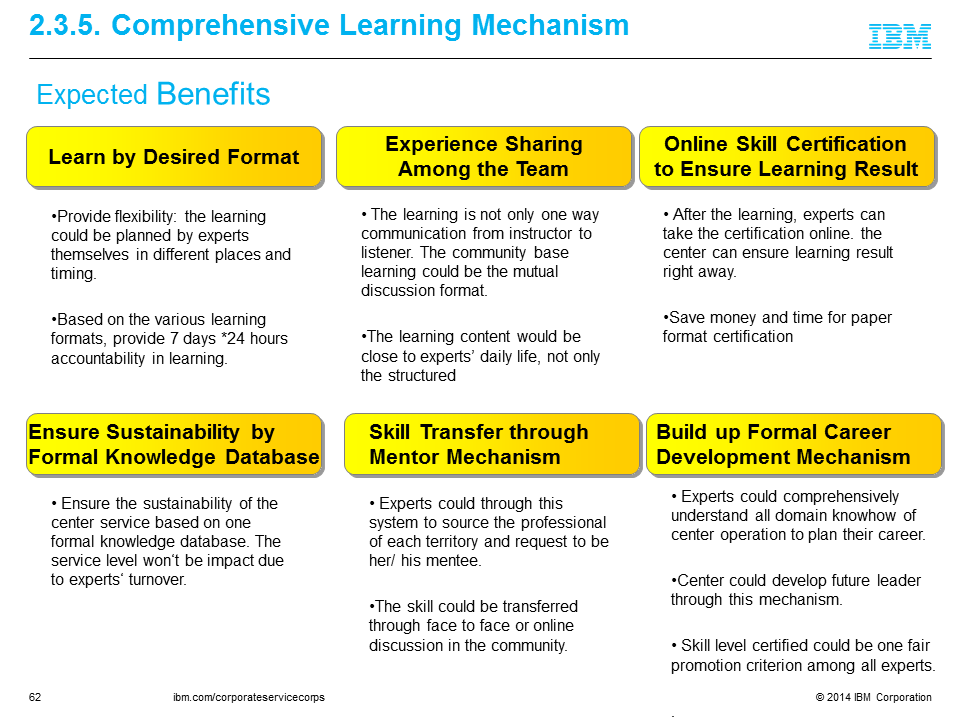 2.3.5. Comprehensive Learning Mechanism
IBM
Expected Benefits
Learn by Desired Format
•Provide flexibility: the learning
could be planned by experts
themselves in different places and
timing.
•Based on the various learning
formats, provide 7 days *24 hours
accountability in learning.
Experience Sharing
Among the Team
• The learning is not only one way
communication from instructor to
listener. The community base
learning could be the mutual
discussion format.
•The learning content would be
close to experts’ daily life, not only
the structured
Online Skill Certification
to Ensure Learning Result
• After the learning, experts can
take the certification online. the
center can ensure learning result
right away.
•Save money and time for paper
format certification
Ensure Sustainability by
Formal Knowledge Database
• Ensure the sustainability of the
center service based on one
formal knowledge database. The
service level won‘t be impact due
to experts‘ turnover.
Skill Transfer through
Mentor Mechanism
• Experts could through this
system to source the professional
of each territory and request to be
her/ his mentee.
•The skill could be transferred
through face to face or online
discussion in the community.
Build up Formal Career
Development Mechanism
• Experts could comprehensively
understand all domain knowhow of
center operation to plan their career.
•Center could develop future leader
through this mechanism.
• Skill level certified could be one fair
promotion criterion among all experts.
.
62
ibm.com/corporateservicecorps
© 2014 IBM Corporation